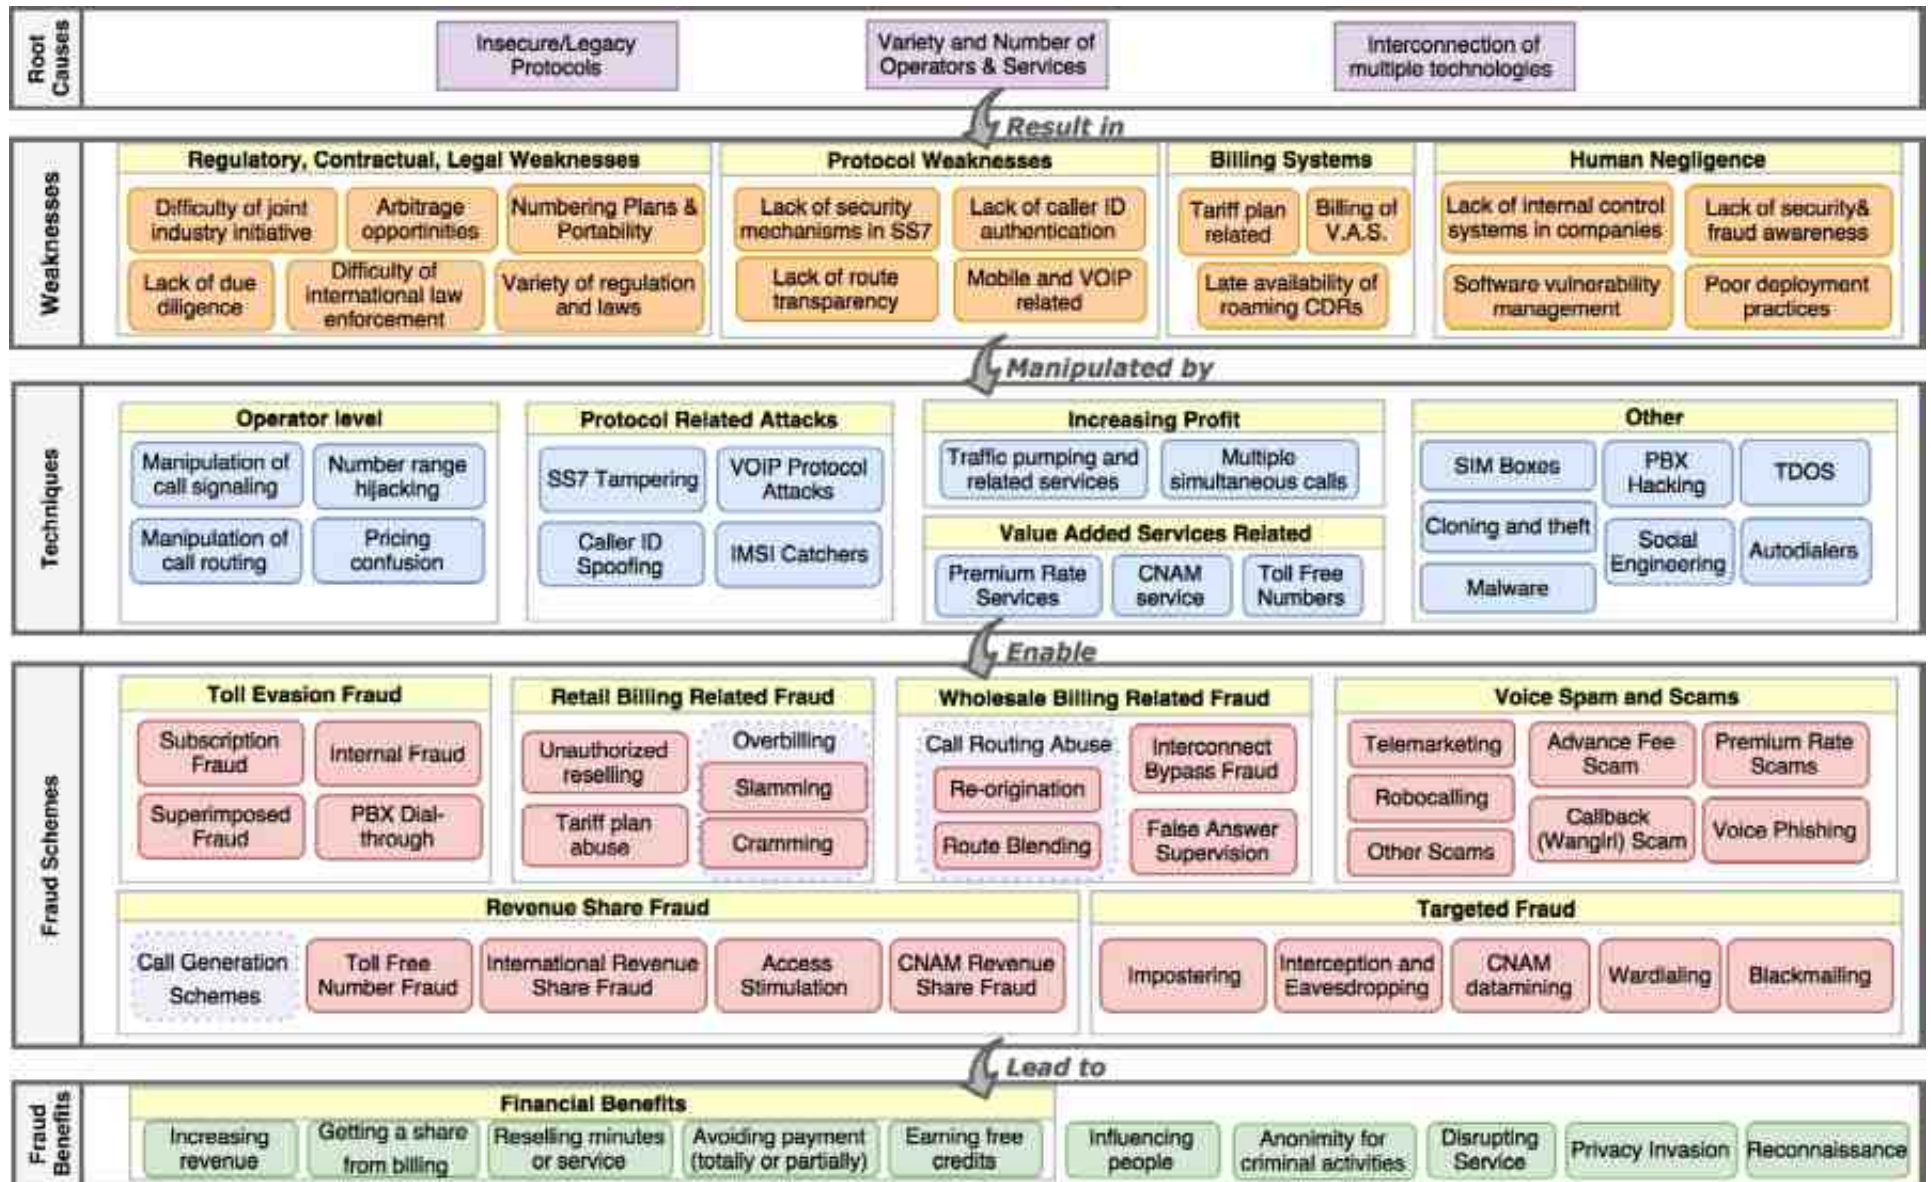 Root
Causes
Insecure/Legacy
Protocols
Variety and Number of
Operators & Services
Interconnection of
multiple technologies
Result in
Weaknesses
Regulatory, Contractual, Legal Weaknesses
Difficulty of joint
industry initiative
Arbitrage
opportinities
Numbering Plans &
Portability
Lack of due
diligence
Difficulty of
international law
enforcement
Variety of regulation
and laws
Protocol Weaknesses
Lack of security
mechanisms in SS7
Lack of caller ID
authentication
Lack of route
transparency
Mobile and VOIP
related
Billing Systems
Tariff plan
related
Billing of
V.A.S.
Late availability of
roaming CDRs
Human Negligence
Lack of internal control
systems in companies
Lack of security&
fraud awareness
Software vulnerability
management
Poor deployment
practices
Manipulated by
Techniques
Operator level
Manipulation of
call signaling
Number range
hijacking
Manipulation of
call routing
Pricing
confusion
Protocol Related Attacks
SS7 Tampering
VOIP Protocol
Attacks
Caller ID
Spoofing
IMSI Catchers
Increasing Profit
Traffic pumping and
related services
Multiple
simultaneous calls
Value Added Services Related
Premium Rate
Services
CNAM
service
Toll Free
Numbers
Other
SIM Boxes
PBX
Hacking
TDOS
Cloning and theft
Social
Engineering
Autodialers
Malware
Enable
Fraud Schemes
Toll Evasion Fraud
Subscription
Fraud
Internal Fraud
Superimposed
Fraud
PBX Dial-
through
Retail Billing Related Fraud
Unauthorized
reselling
Tariff plan
abuse
Overbilling
Slamming
Cramming
Wholesale Billing Related Fraud
Call Routing Abuse
Re-origination
Route Blending
Interconnect
Bypass Fraud
False Answer
Supervision
Voice Spam and Scams
Telemarketing
Advance Fee
Scam
Premium Rate
Scams
Robocalling
Callback
(Wangiri) Scam
Voice Phishing
Other Scams
Revenue Share Fraud
Call Generation
Schemes
Toll Free
Number Fraud
International Revenue
Share Fraud
Access
Stimulation
CNAM Revenue
Share Fraud
Targeted Fraud
Impostering
Interception and
Eavesdropping
CNAM
datamining
Wardialing
Blackmailing
Lead to
Fraud
Benefits
Financial Benefits
Increasing
revenue
Getting a share
from billing
Reselling minutes
or service
Avoiding payment
(totally or partially)
Earning free
credits
Influencing
people
Anonimity for
criminal activities
Disrupting
Service
Privacy Invasion
Reconnaissance